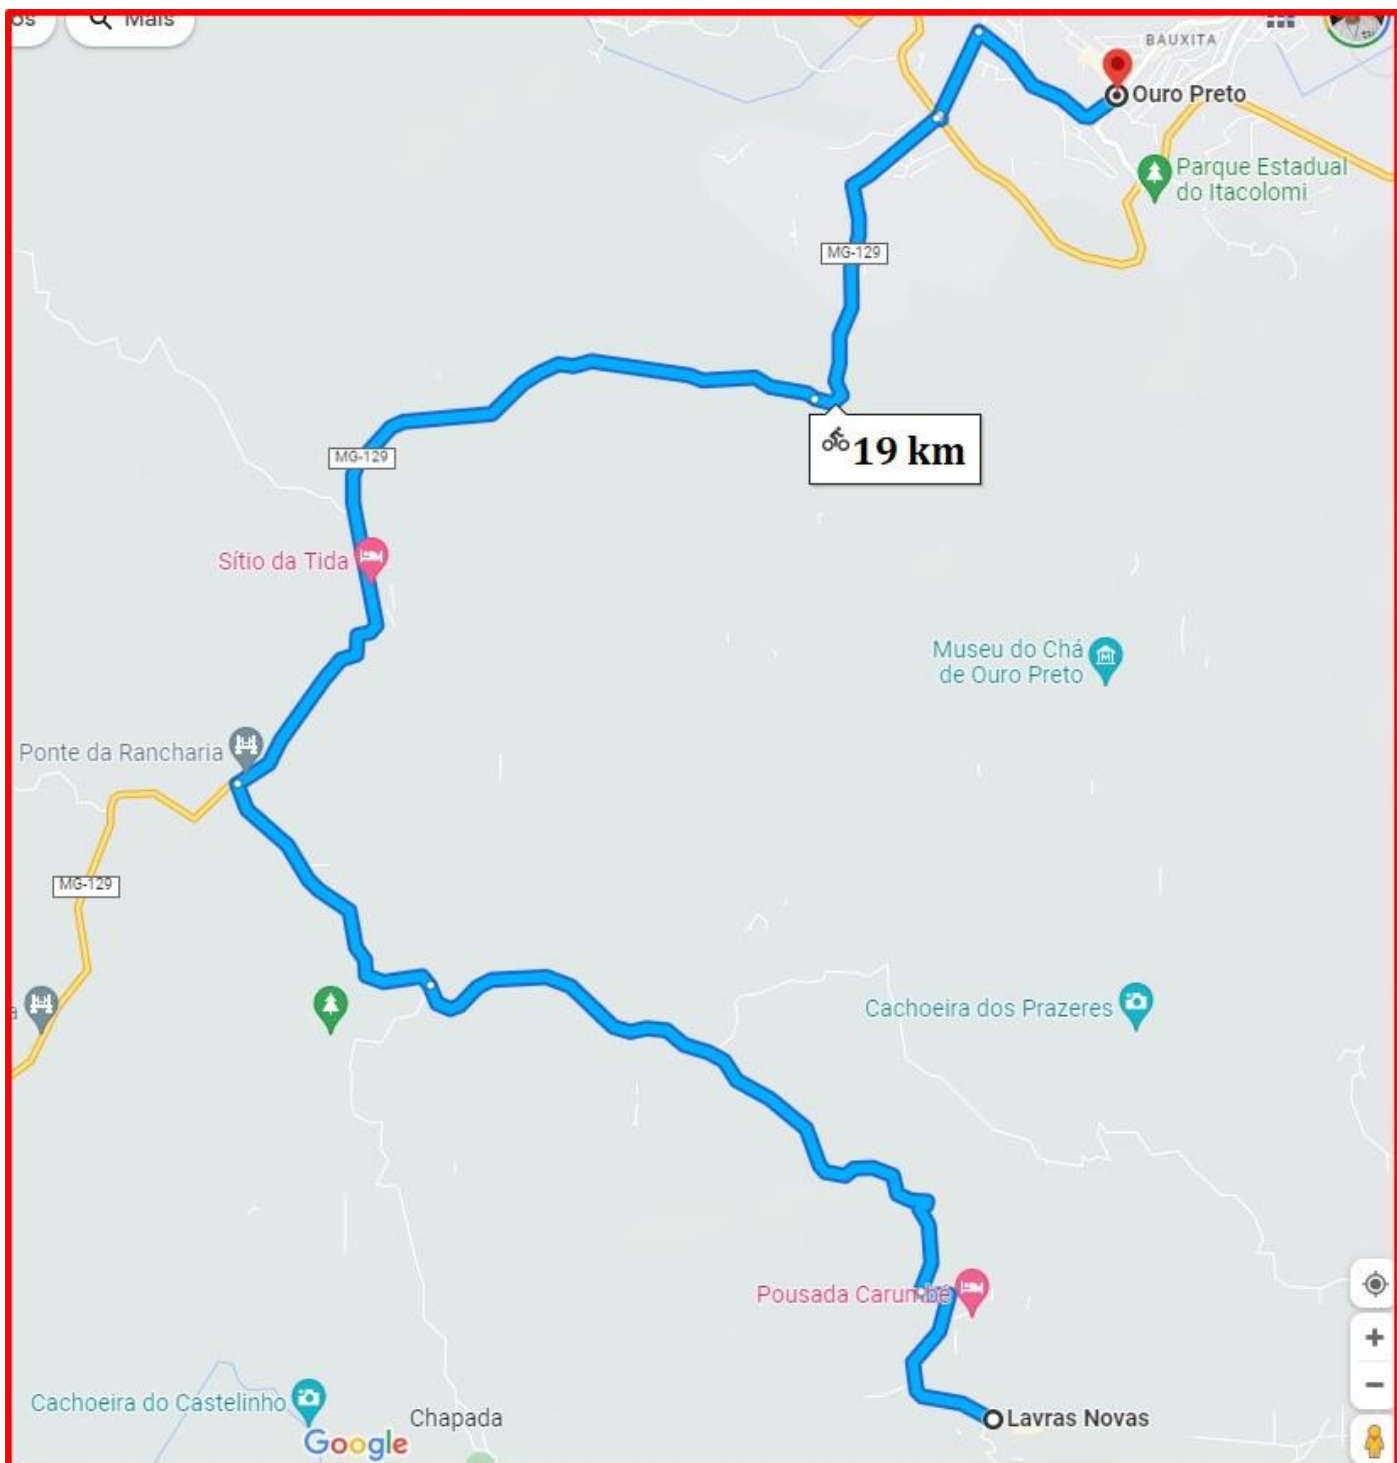 Mais
BAUXITA
Ouro Preto
Parque Estadual
do Itacolomi
MG-129
19 km
MG-129
Sítio da Tida
Museu do Chá
de Ouro Preto
Ponte da Rancharia
MG-129
Cachoeira dos Prazeres
Pousada Carumbé
Cachoeira do Castelinho
Chapada
Lavras Novas
Google